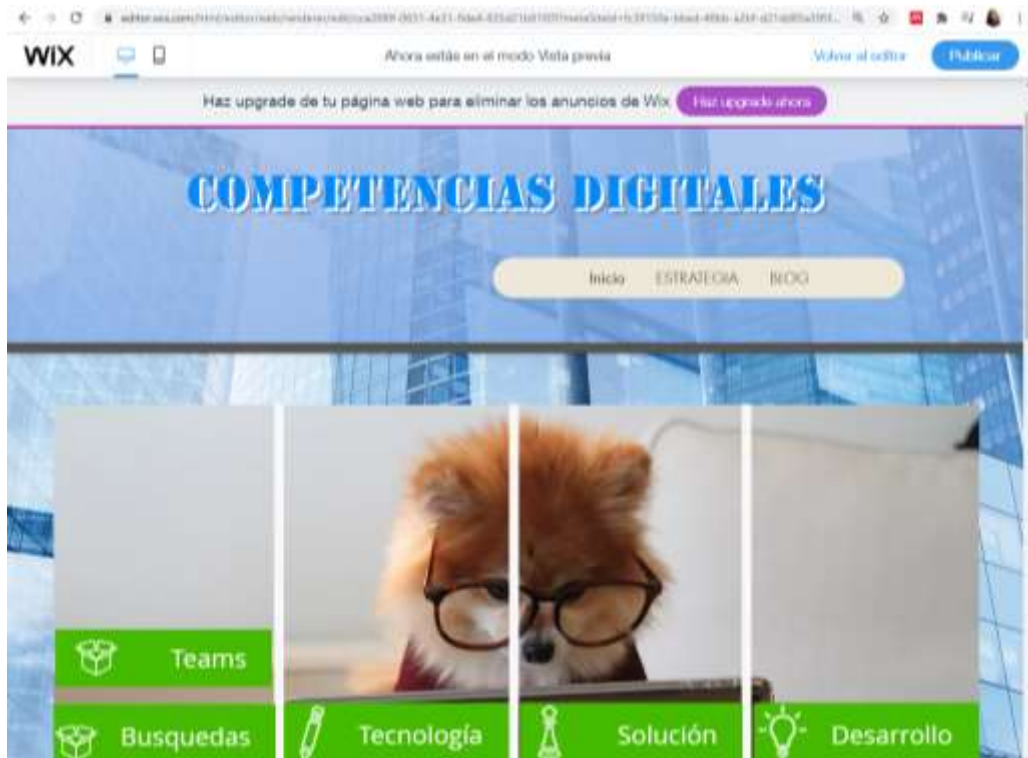 WiX
Ahora estás en el modo Vista previa
Volver al editor
Publicar
Haz upgrade de tu página web para eliminar los anuncios de Wix
Haz upgrade ahora
COMPETENCIAS DIGITALES
Inicio ESTRATEGIA BLOG
Teams
Busquedas
Tecnología
Solución
Desarrollo